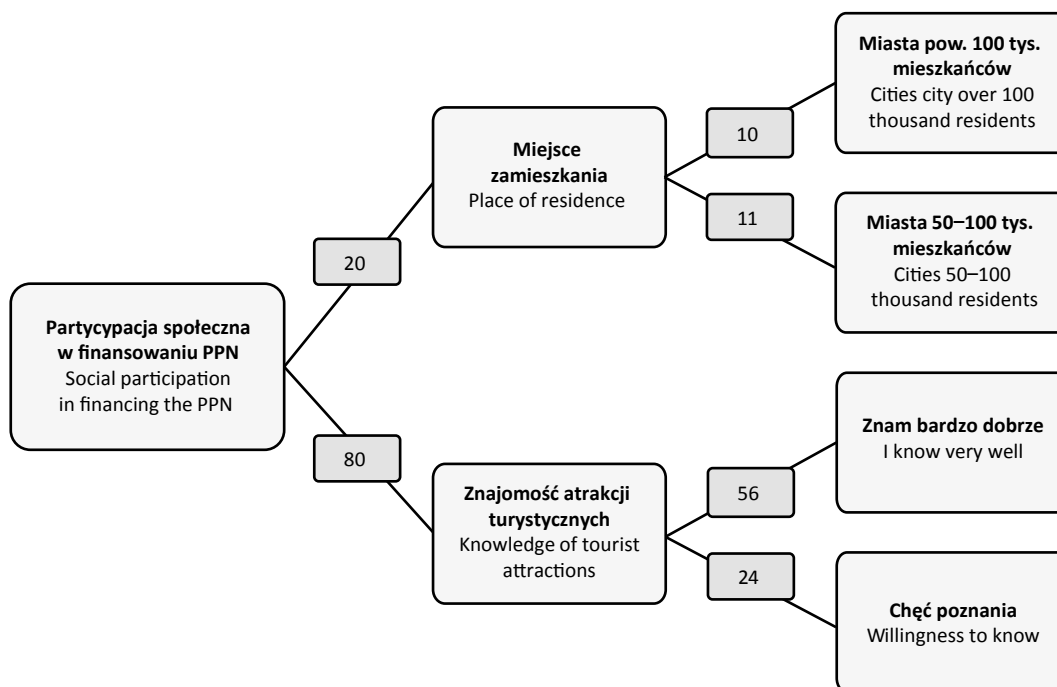 Partycypacja społeczna
w finansowaniu PPN
Social participation
in financing the PPN
20
80
Miejsce
zamieszkania
Place of residence
10
11
Miasta pow. 100 tys.
mieszkańców
Cities city over 100
thousand residents
Miasta 50–100 tys.
mieszkańców
Cities 50–100
thousand residents
Znajomość atrakcji
turystycznych
Knowledge of tourist
attractions
56
24
Znam bardzo dobrze
I know very well
Chęć poznania
Willingness to know